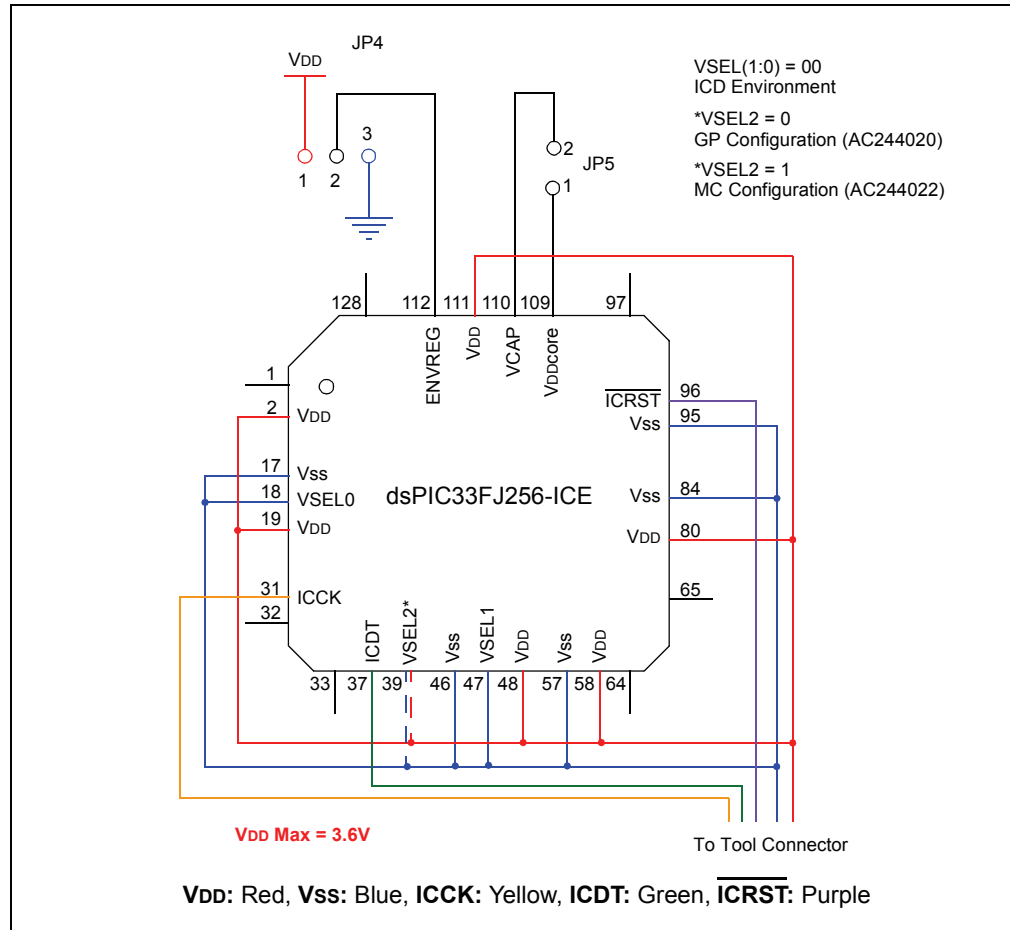 JP4
VDD
1
2
3
2
JP5
1
VSEL(1:0) = 00
ICD Environment
*VSEL2 = 0
GP Configuration (AC244020)
*VSEL2 = 1
MC Configuration (AC244022)
128
112
111
110
109
97
ENVREG
VDD
VCAP
VDDcore
1
2
VDD
17
Vss
18
VSEL0
19
VDD
31
ICCK
32
dsPIC33FJ256-ICE
ICRST
96
Vss
95
Vss
84
VDD
80
65
ICDT
VSEL2*
Vss
VSEL1
VDD
Vss
VDD
33
37
39
46
47
48
57
58
64
VDD Max = 3.6V
To Tool Connector
VDD: Red, Vss: Blue, ICCK: Yellow, ICDT: Green, ICRST: Purple